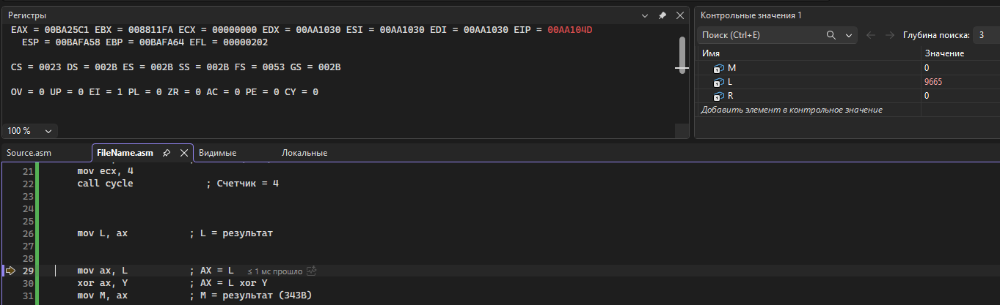 Регистры
EAX = 00BA25C1 EBX = 008811FA ECX = 00000000 EDX = 00AA1030 ESI = 00AA1030 EDI = 00AA1030 EIP = 00AA104D
ESP = 00BAFA58 EBP = 00BAFA64 EFL = 00000202
CS = 0023 DS = 002B ES = 002B SS = 002B FS = 0053 GS = 002B
OV = 0 UP = 0 EI = 1 PL = 0 ZR = 0 AC = 0 PE = 0 CY = 0
100 %
Контрольные значения 1
Поиск (Ctrl+E) Глубина поиска: 3
Имя Значение
M 0
L 9665
R 0
Добавить элемент в контрольное значение
Source.asm FileName.asm Видимые Локальные
21 mov ecx, 4
22 call cycle ; Счетчик = 4
23
24
25
26 mov L, ax ; L = результат
27
28
29 mov ax, L ; AX = L ≤ 1 мс прошло
30 xor ax, Y ; AX = L xor Y
31 mov M, ax ; M = результат (343B)